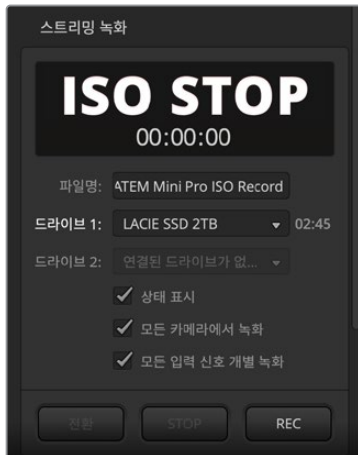 스트리밍 녹화
ISO STOP
00:00:00
파일명: ATEM Mini Pro ISO Record
드라이브 1: LACIE SSD 2TB 02:45
드라이브 2: 연결된 드라이브가 없...
상태 표시
모든 카메라에서 녹화
모든 입력 신호 개별 녹화
전환 STOP REC